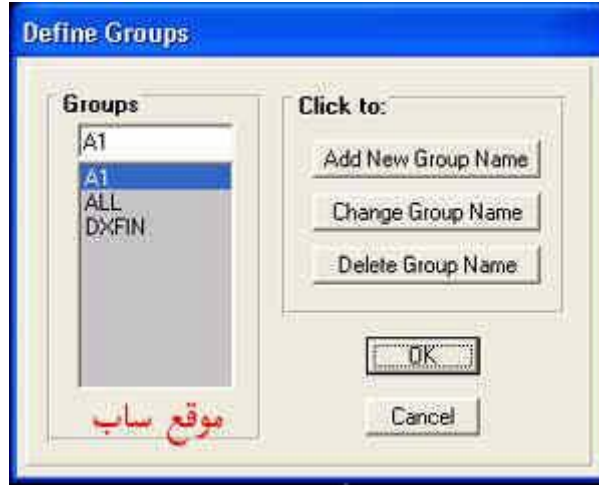 Define Groups
Groups
A1
A1
ALL
DXFIN
Click to:
Add New Group Name
Change Group Name
Delete Group Name
OK
Cancel
موقع ساب